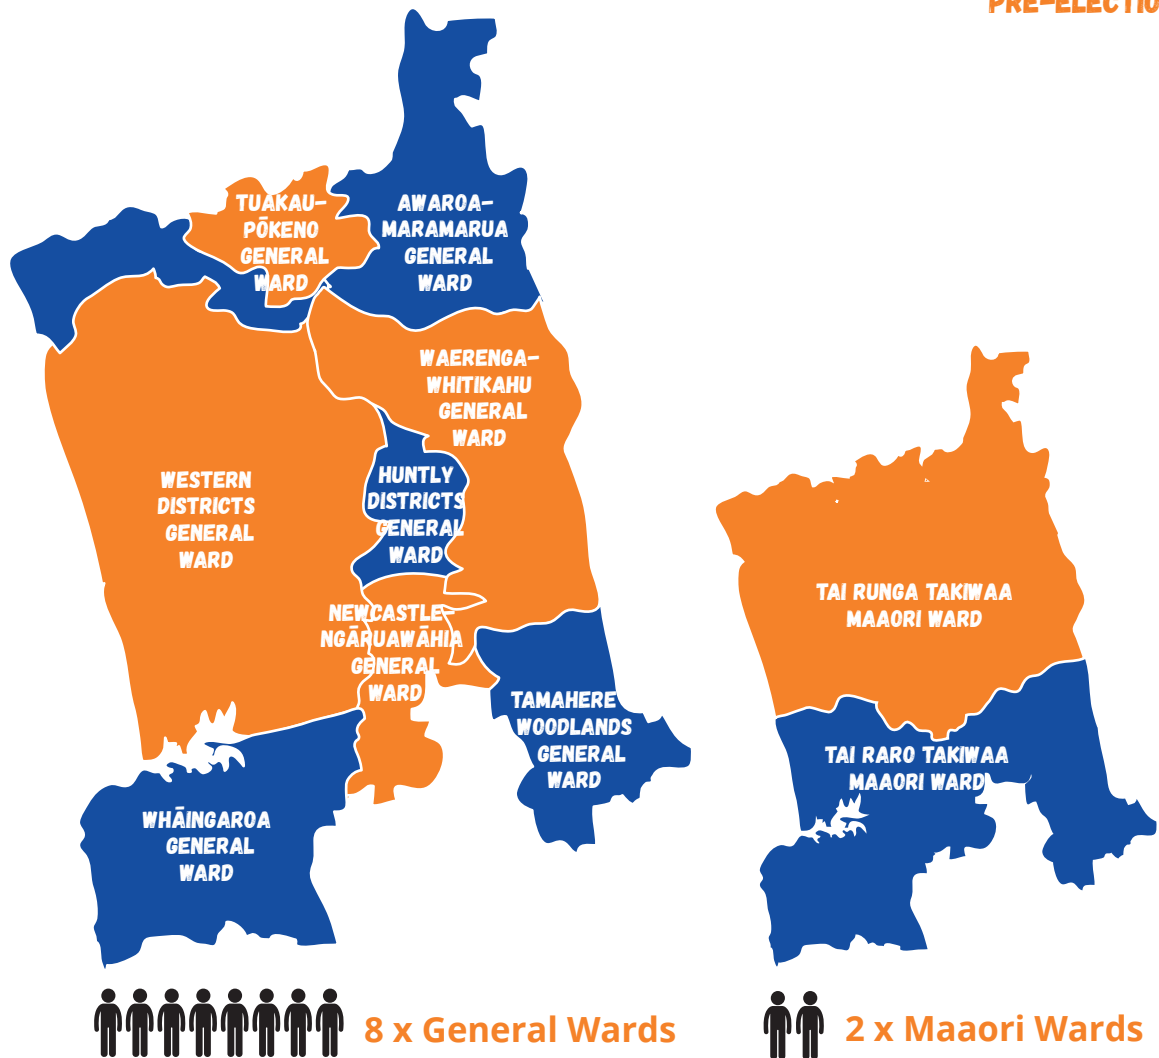 PRE-ELECTIO
TUAKAU-
PŌKENO
GENERAL
WARD
AWAROA-
MARAMARUA
GENERAL
WARD
WAERENGA-
WHITIKAHU
GENERAL
WARD
WESTERN
DISTRICTS
GENERAL
WARD
HUNTLY
DISTRICTS
GENERAL
WARD
NEWCASTLE-
NGĀRUAWĀHIA
GENERAL
WARD
TAMAHERE
WOODLANDS
GENERAL
WARD
WHĀINGAROA
GENERAL
WARD
TAI RUNGA TAKIWAA
MAAORI WARD
TAI RARO TAKIWAA
MAAORI WARD
8 x General Wards
2 x Maaori Wards